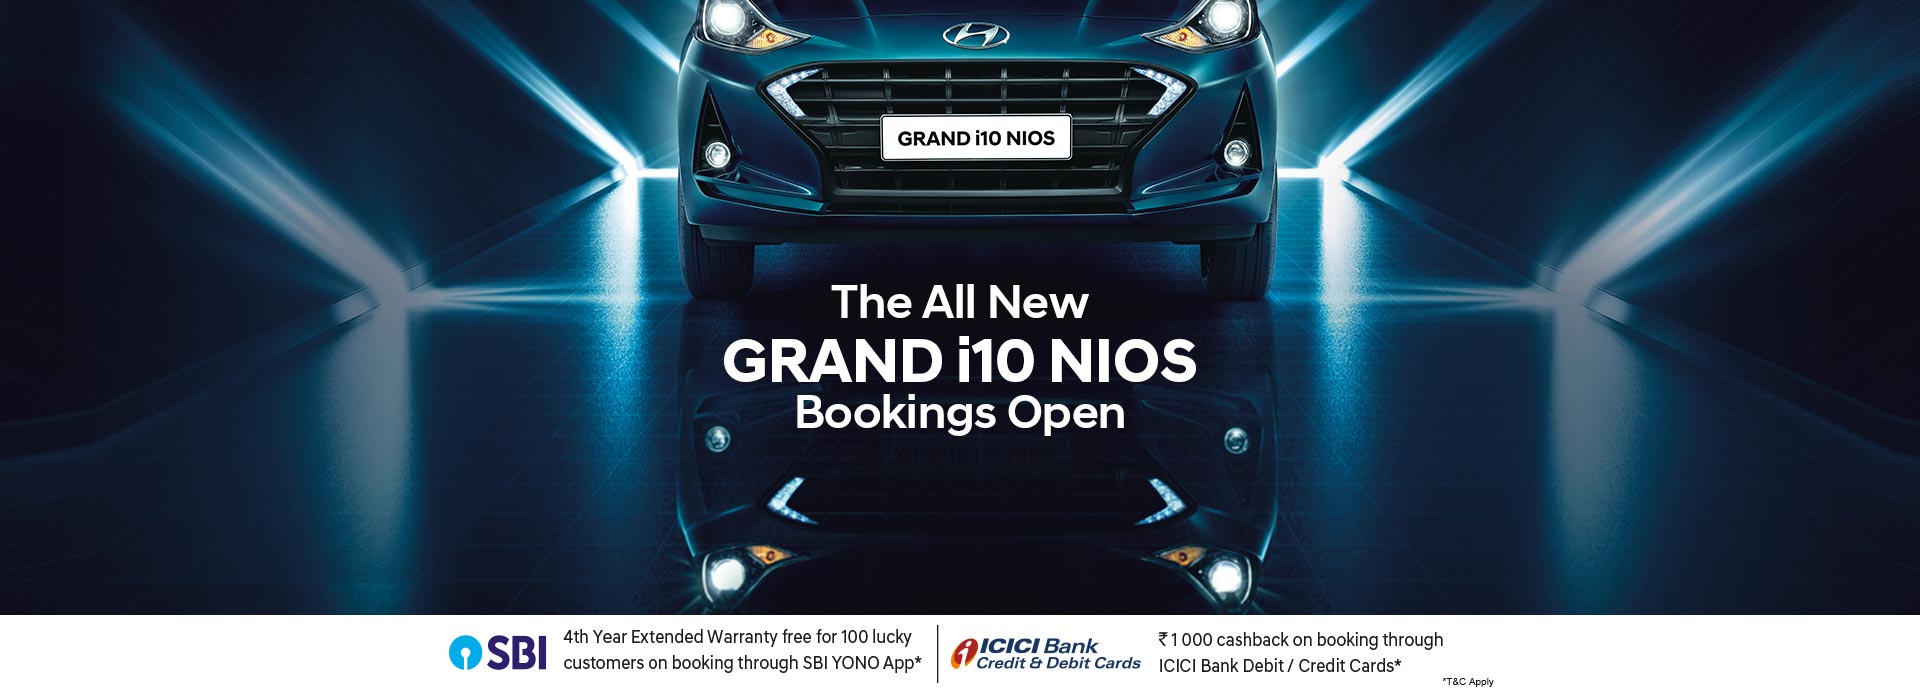 GRAND i10 NIOS
The All New
GRAND i10 NIOS
Bookings Open
SBI
4th Year Extended Warranty free for 100 lucky
customers on booking through SBI YONO App*
ICICI Bank
Credit & Debit Cards
₹ 1 000 cashback on booking through
ICICI Bank Debit / Credit Cards*
*T&C Apply